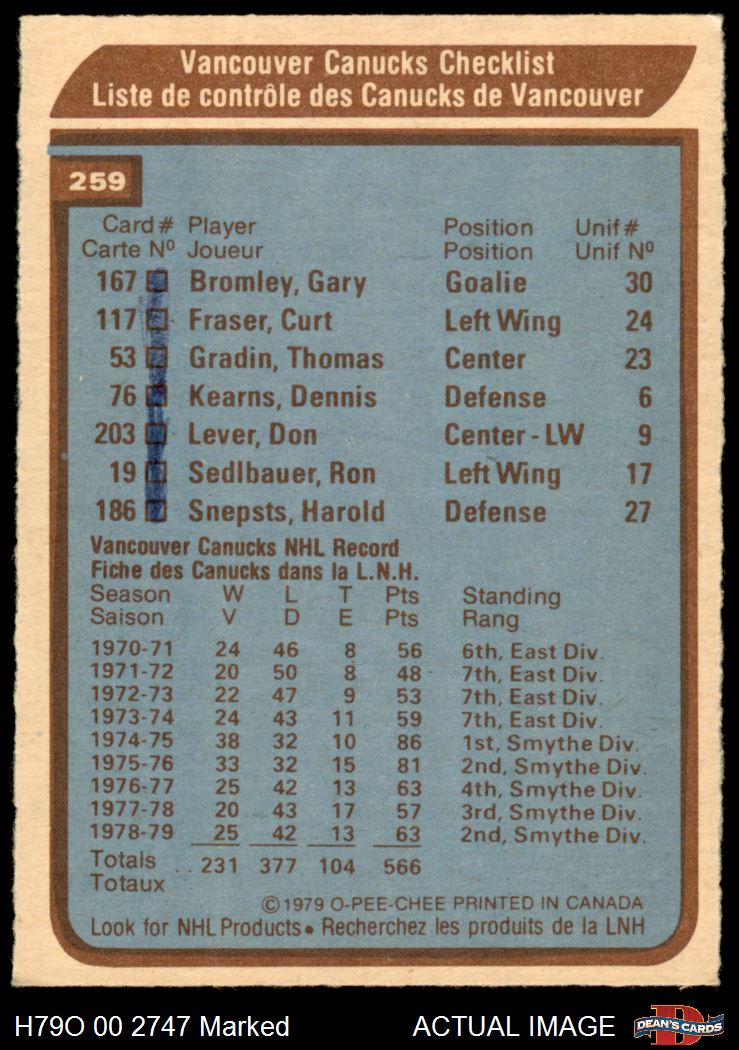 Vancouver Canucks Checklist
Liste de contrôle des Canucks de Vancouver
259
Card # Player Position Unif #
Carte Nº Joueur Position Unif Nº
167 Bromley, Gary Goalie 30
117 Fraser, Curt Left Wing 24
53 Gradin, Thomas Center 23
76 Kearns, Dennis Defense 6
203 Lever, Don Center - LW 9
19 Sedlbauer, Ron Left Wing 17
186 Snepsts, Harold Defense 27
Vancouver Canucks NHL Record
Fiche des Canucks dans la L.N.H.
Season W L T Pts Standing
Saison V D E Pts Rang
1970-71 24 46 8 56 6th, East Div.
1971-72 20 50 8 48 7th, East Div.
1972-73 22 47 9 53 7th, East Div.
1973-74 24 43 11 59 7th, East Div.
1974-75 38 32 10 86 1st, Smythe Div.
1975-76 33 32 15 81 2nd, Smythe Div.
1976-77 25 42 13 63 4th, Smythe Div.
1977-78 20 43 17 57 3rd, Smythe Div.
1978-79 25 42 13 63 2nd, Smythe Div.
Totals .. 231 377 104 566
Totaux
©1979 O-PEE-CHEE PRINTED IN CANADA
Look for NHL Products • Recherchez les produits de la LNH
H79O 00 2747 Marked ACTUAL IMAGE D DEAN'S CARDS